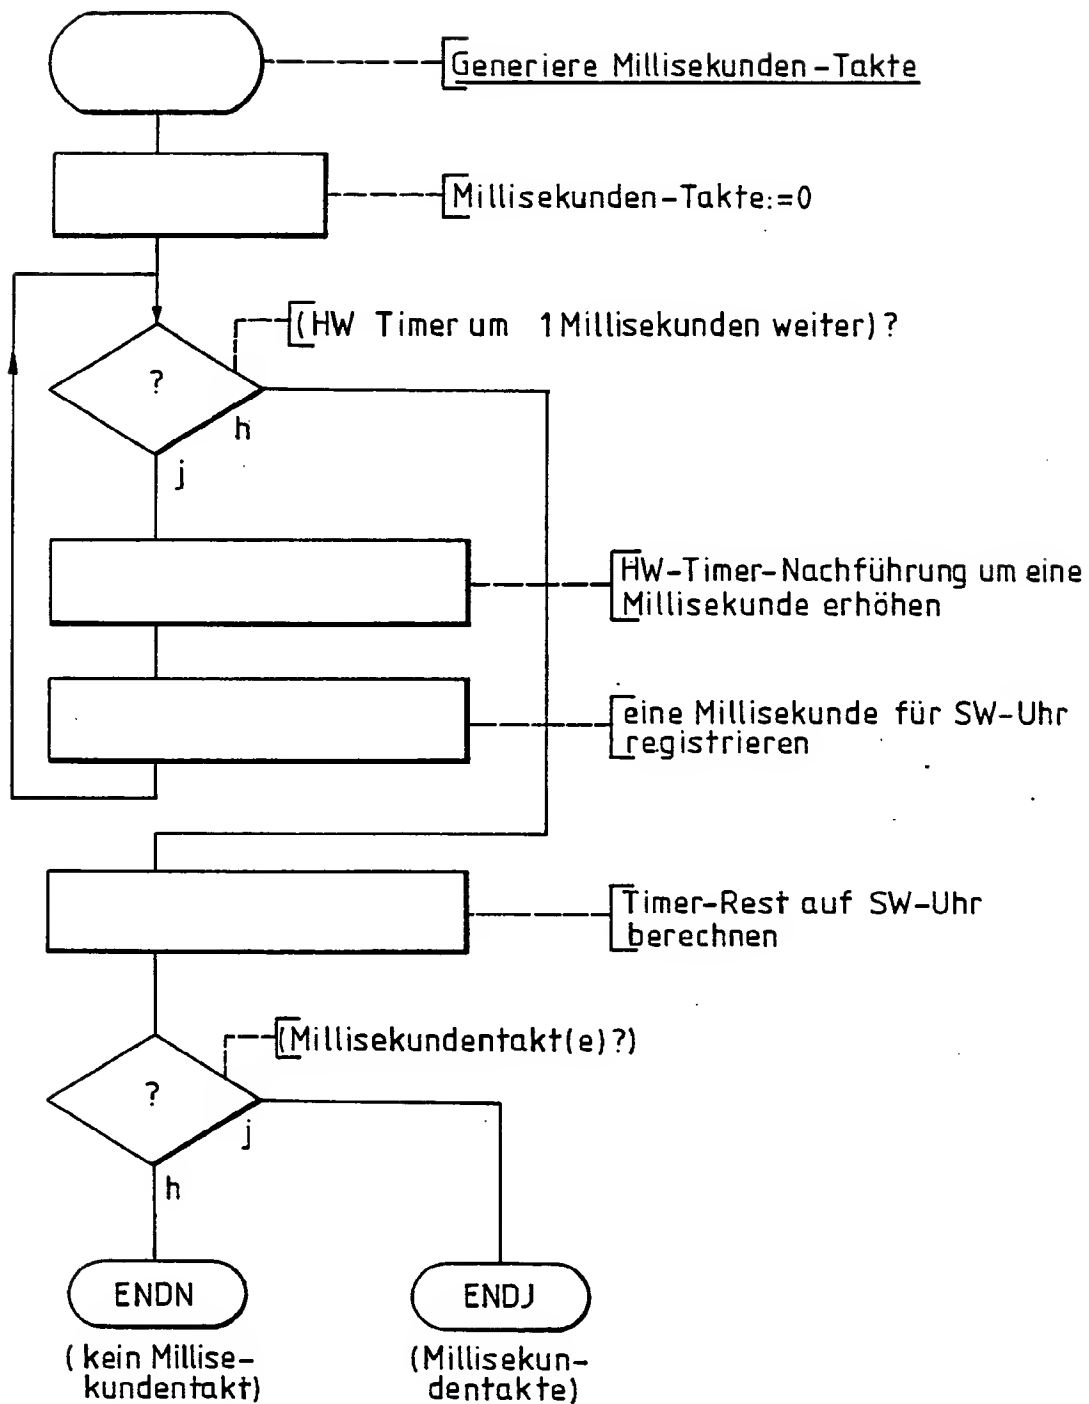 Generiere Millisekunden-Takte
Millisekunden-Takte:=0
(HW Timer um 1 Millisekunden weiter)?
?
h
j
HW-Timer-Nachführung um eine
Millisekunde erhöhen
eine Millisekunde für SW-Uhr
registrieren
Timer-Rest auf SW-Uhr
berechnen
(Millisekundentakt(e)?)
?
j
h
ENDN
ENDJ
(kein Millise-
kundentakt)
(Millisekun-
dentakte)